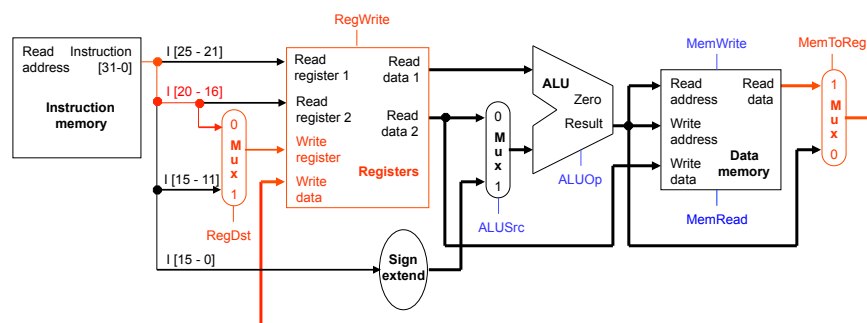 RegWrite
Read Instruction
address [31-0]
Instruction
memory
I [25 - 21]
I [20 - 16]
I [15 - 11]
I [15 - 0]
0
M
u
x
1
RegDst
Read
register 1
Read
register 2
Write
register
Write
data
Read
data 1
Read
data 2
Registers
Sign
extend
0
M
u
x
1
ALUSrc
ALU
Zero
Result
ALUOp
MemWrite
Read
address
Write
address
Write
data
Read
data
Data
memory
MemRead
MemToReg
1
M
u
x
0